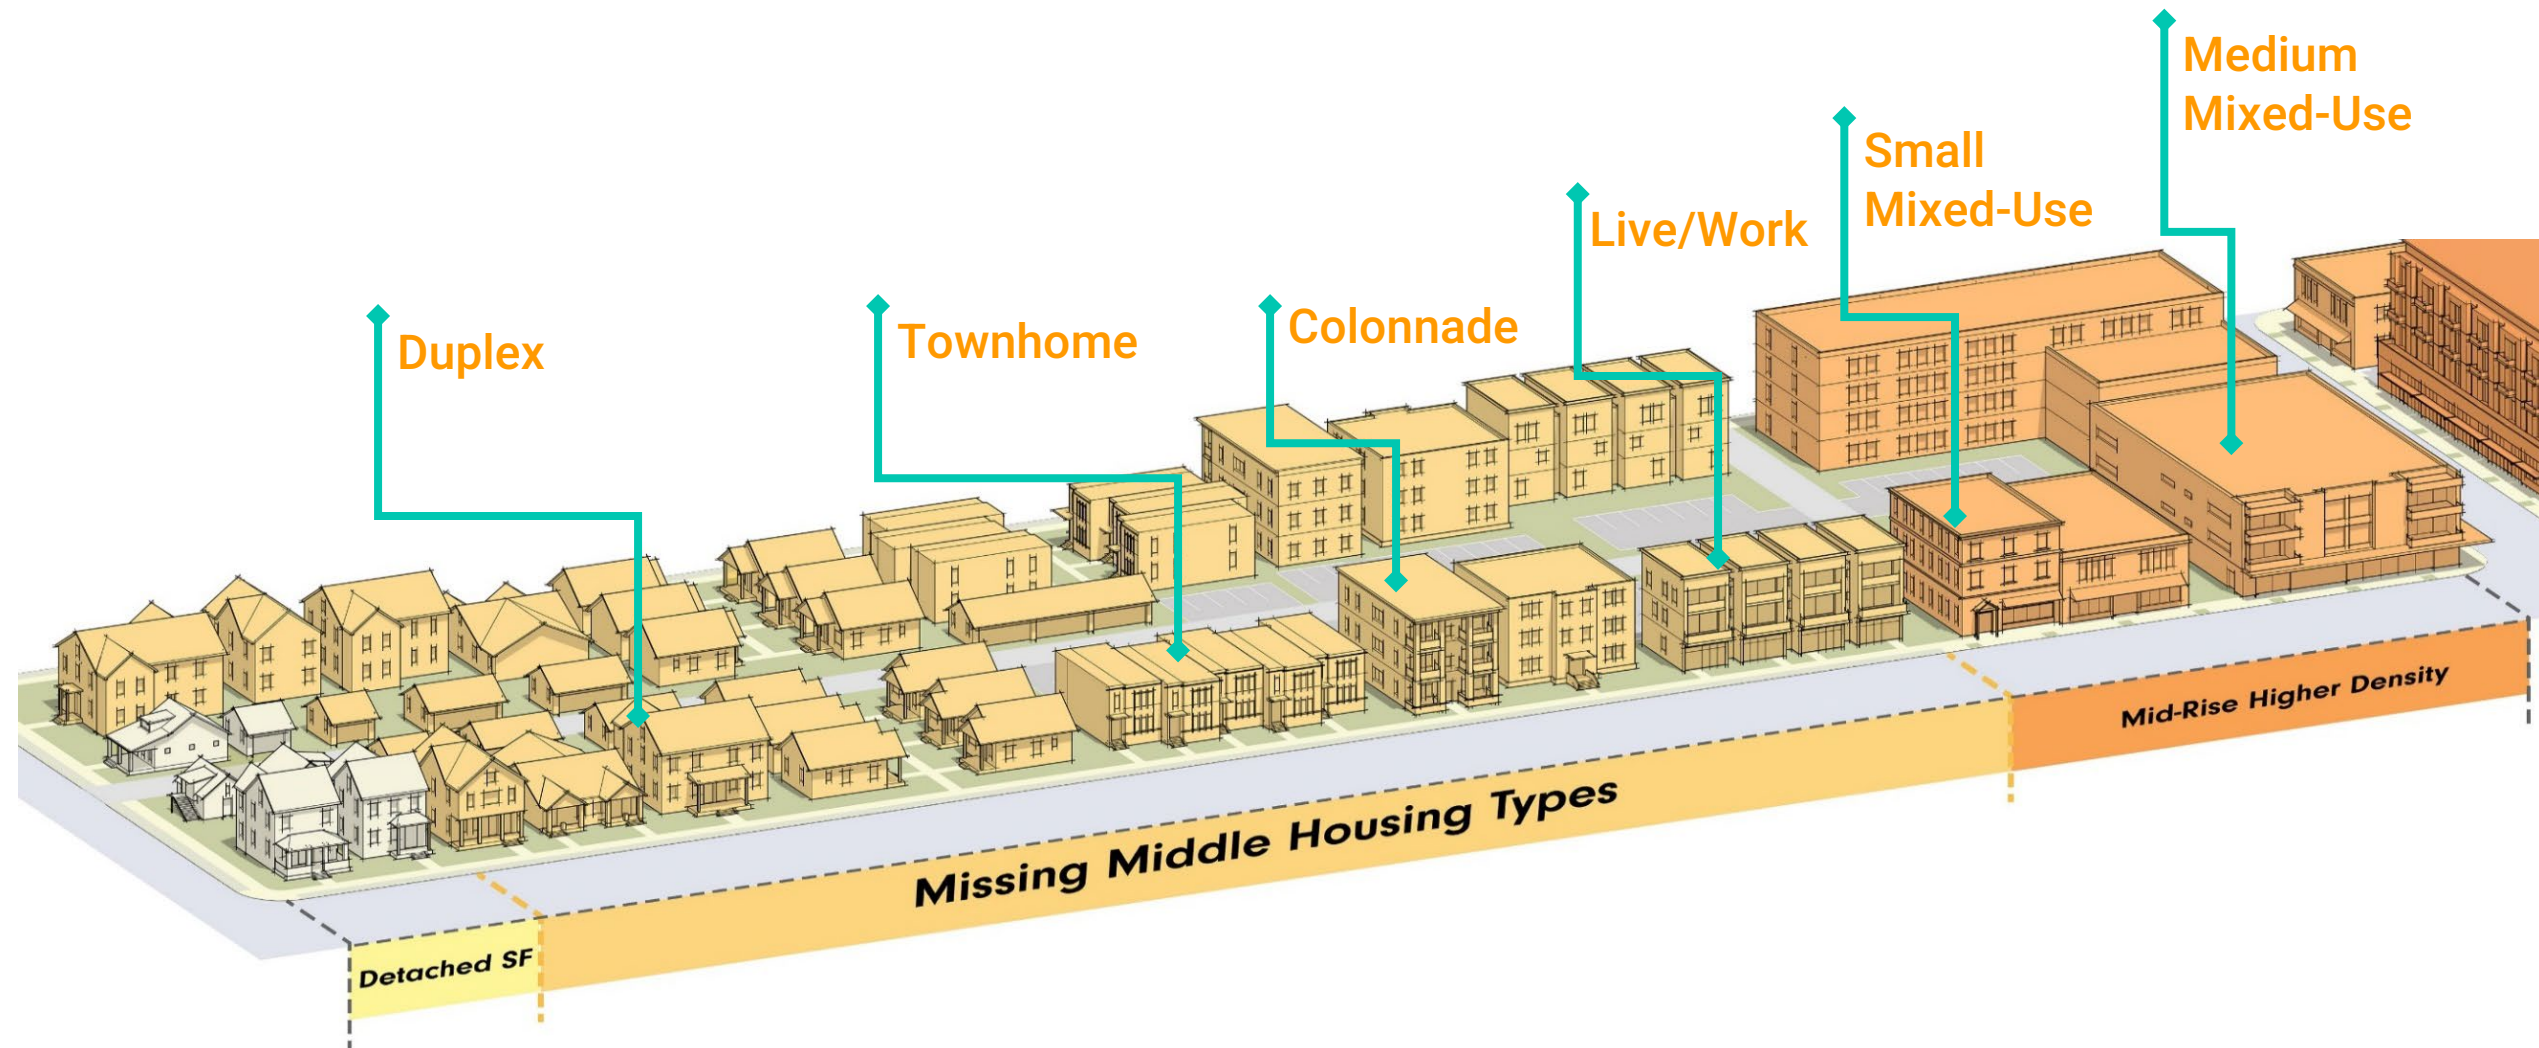 Medium
Mixed-Use
Small
Mixed-Use
Live/Work
Colonnade
Townhome
Duplex
Mid-Rise Higher Density
Missing Middle Housing Types
Detached SF